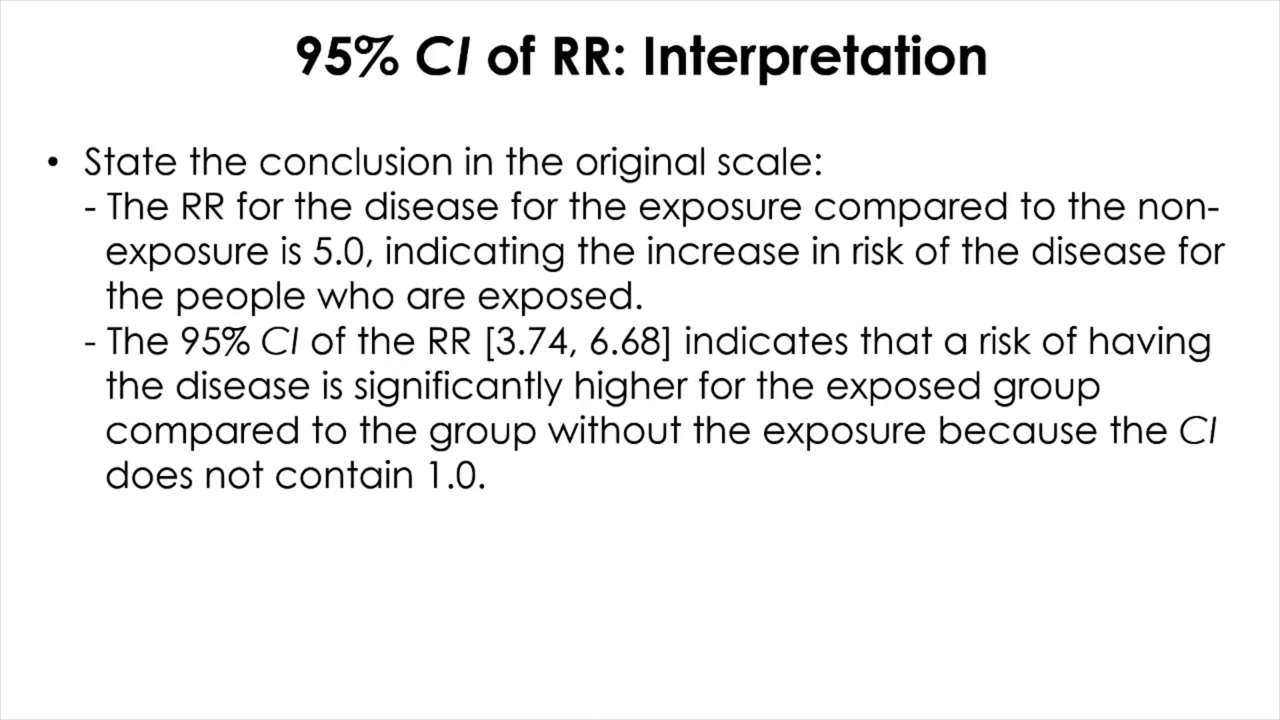 95% CI of RR: Interpretation
• State the conclusion in the original scale:
- The RR for the disease for the exposure compared to the non-
exposure is 5.0, indicating the increase in risk of the disease for
the people who are exposed.
- The 95% CI of the RR [3.74, 6.68] indicates that a risk of having
the disease is significantly higher for the exposed group
compared to the group without the exposure because the CI
does not contain 1.0.